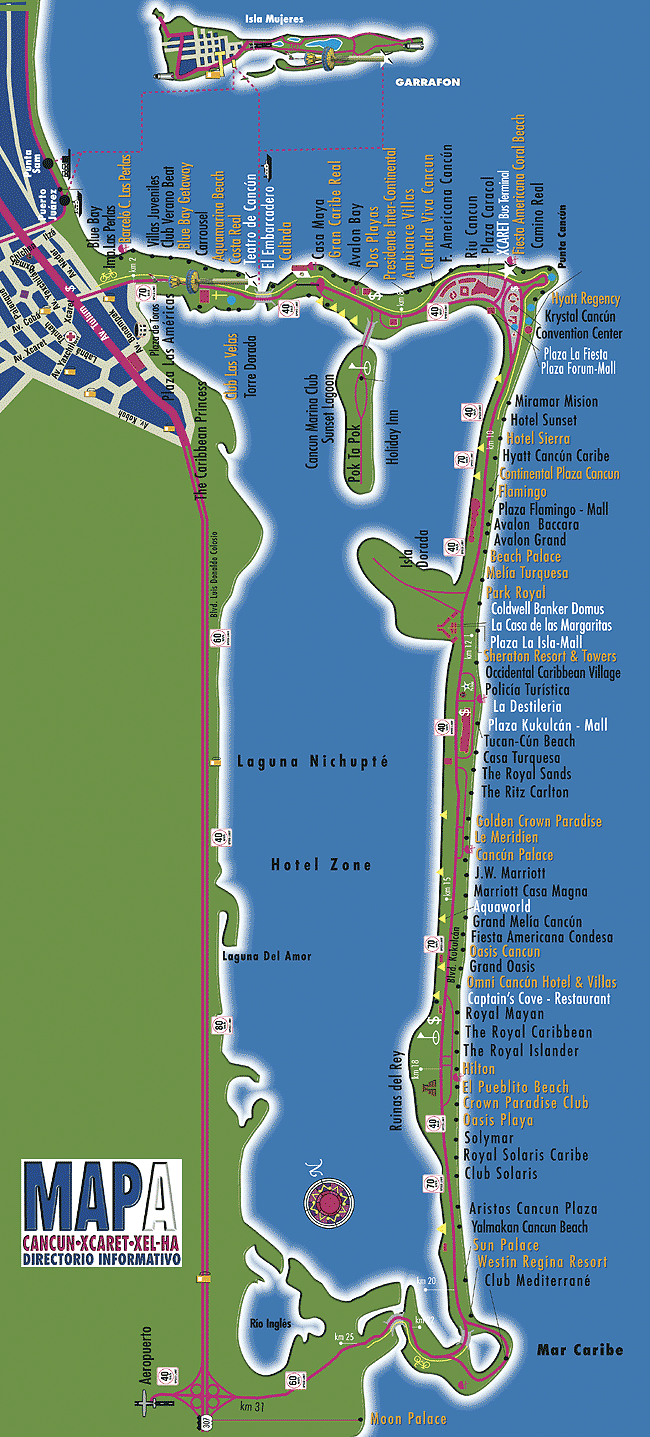 Isla Mujeres
GARRAFON
Punta
Sam
Puerto
Juárez
Blue Bay
Imp. Las Perlas
Barceló C. Las Perlas
Villas Juveniles
Club Verano Beat
Blue Bay Getaway
Carrousel
Aquamarina Beach
Costa Real
Teatro de Cancún
El Embarcadero
Calinda
Casa Maya
Gran Caribe Real
Avalon Bay
Dos Playas
Presidente Inter-Continental
Ambiance Villas
Calinda Viva Cancun
F. Americana Cancún
Riu Cancun
Plaza Caracol
XCARET Bus Terminal
Fiesta Americana Coral Beach
Camino Real
Punta Cancún
km 2
70
40
40
Av. Tulum
Av. Bonampak
Av. Xcaret
Av. Kabah
Plaza de Toros
Plaza Las Américas
The Caribbean Princess
Club Las Velas
Torre Dorada
Cancun Marina Club
Sunset Lagoon
Pok Ta Pok
Holiday Inn
Hyatt Regency
Krystal Cancún
Convention Center
Plaza La Fiesta
Plaza Forum-Mall
Miramar Mision
Hotel Sunset
Hotel Sierra
Hyatt Cancún Caribe
Continental Plaza Cancun
Flamingo
Plaza Flamingo - Mall
Avalon Baccara
Avalon Grand
Beach Palace
Melía Turquesa
Park Royal
Coldwell Banker Domus
La Casa de las Margaritas
Plaza La Isla-Mall
Sheraton Resort & Towers
Occidental Caribbean Village
Policía Turística
La Destileria
Plaza Kukulcán - Mall
Tucan-Cún Beach
Casa Turquesa
The Royal Sands
The Ritz Carlton
Golden Crown Paradise
Le Meridien
Cancún Palace
J.W. Marriott
Marriott Casa Magna
Aquaworld
Grand Melía Cancún
Fiesta Americana Condesa
Oasis Cancun
Grand Oasis
Omni Cancún Hotel & Villas
Captain's Cove - Restaurant
Royal Mayan
The Royal Caribbean
The Royal Islander
Hilton
El Pueblito Beach
Crown Paradise Club
Oasis Playa
Solymar
Royal Solaris Caribe
Club Solaris
Aristos Cancun Plaza
Yalmakan Cancun Beach
Sun Palace
Westin Regina Resort
Club Mediterrané
Mar Caribe
40
70
km 10
40
Isla
Dorada
km 12
40
km 15
70
Blvd. Kukulcán
km 18
Ruinas del Rey
40
70
km 20
Blvd. Luis Donaldo Colosio
60
Laguna Nichupté
40
Hotel Zone
Laguna Del Amor
80
N
MAPA
CANCUN•XCARET•XEL-HA
DIRECTORIO INFORMATIVO
Río Inglés
km 25
60
km 31
Aeropuerto
40
307
Moon Palace